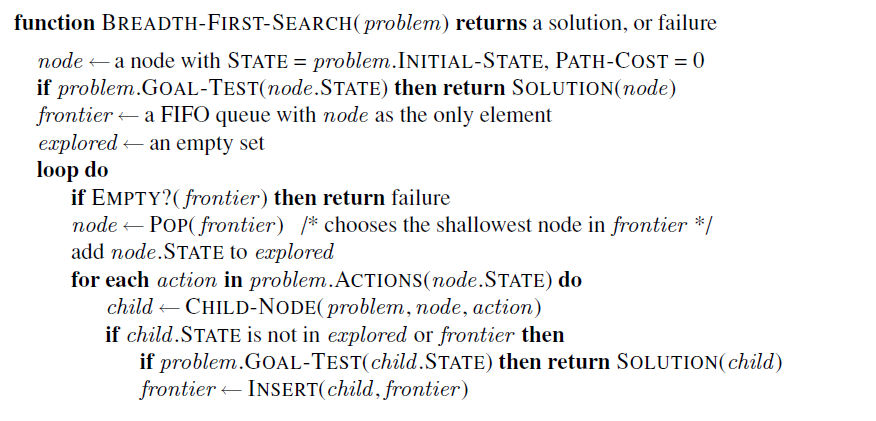 function BREADTH-FIRST-SEARCH(problem) returns a solution, or failure
node ← a node with STATE = problem.INITIAL-STATE, PATH-COST = 0
if problem.GOAL-TEST(node.STATE) then return SOLUTION(node)
frontier ← a FIFO queue with node as the only element
explored ← an empty set
loop do
if EMPTY?(frontier) then return failure
node ← POP(frontier) /* chooses the shallowest node in frontier */
add node.STATE to explored
for each action in problem.ACTIONS(node.STATE) do
child ← CHILD-NODE(problem, node, action)
if child.STATE is not in explored or frontier then
if problem.GOAL-TEST(child.STATE) then return SOLUTION(child)
frontier ← INSERT(child, frontier)